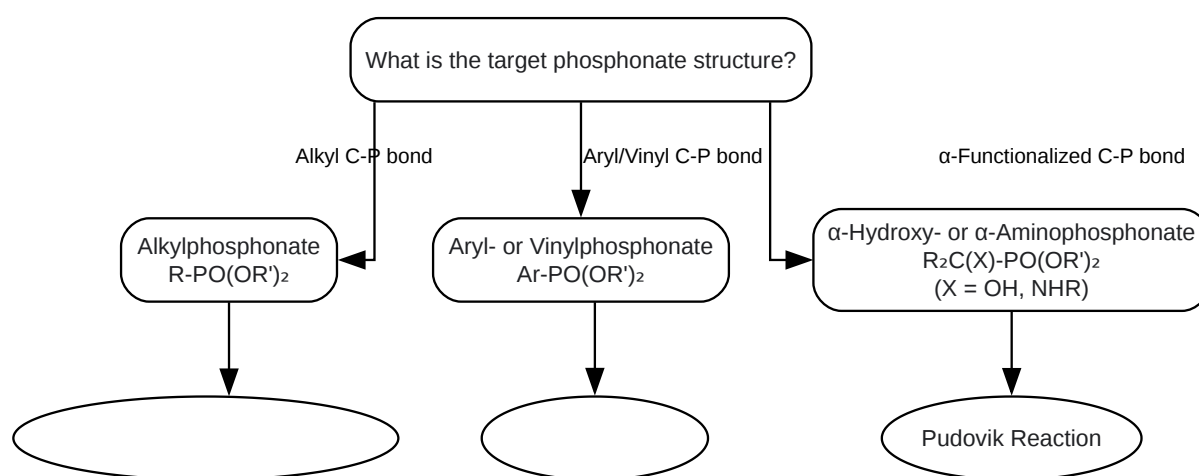 What is the target phosphonate structure?
Alkyl C-P bond
Aryl/Vinyl C-P bond
α-Functionalized C-P bond
Alkylphosphonate
R-PO(OR')₂
Aryl- or Vinylphosphonate
Ar-PO(OR')₂
α-Hydroxy- or α-Aminophosphonate
R₂C(X)-PO(OR')₂
(X = OH, NHR)
Pudovik Reaction